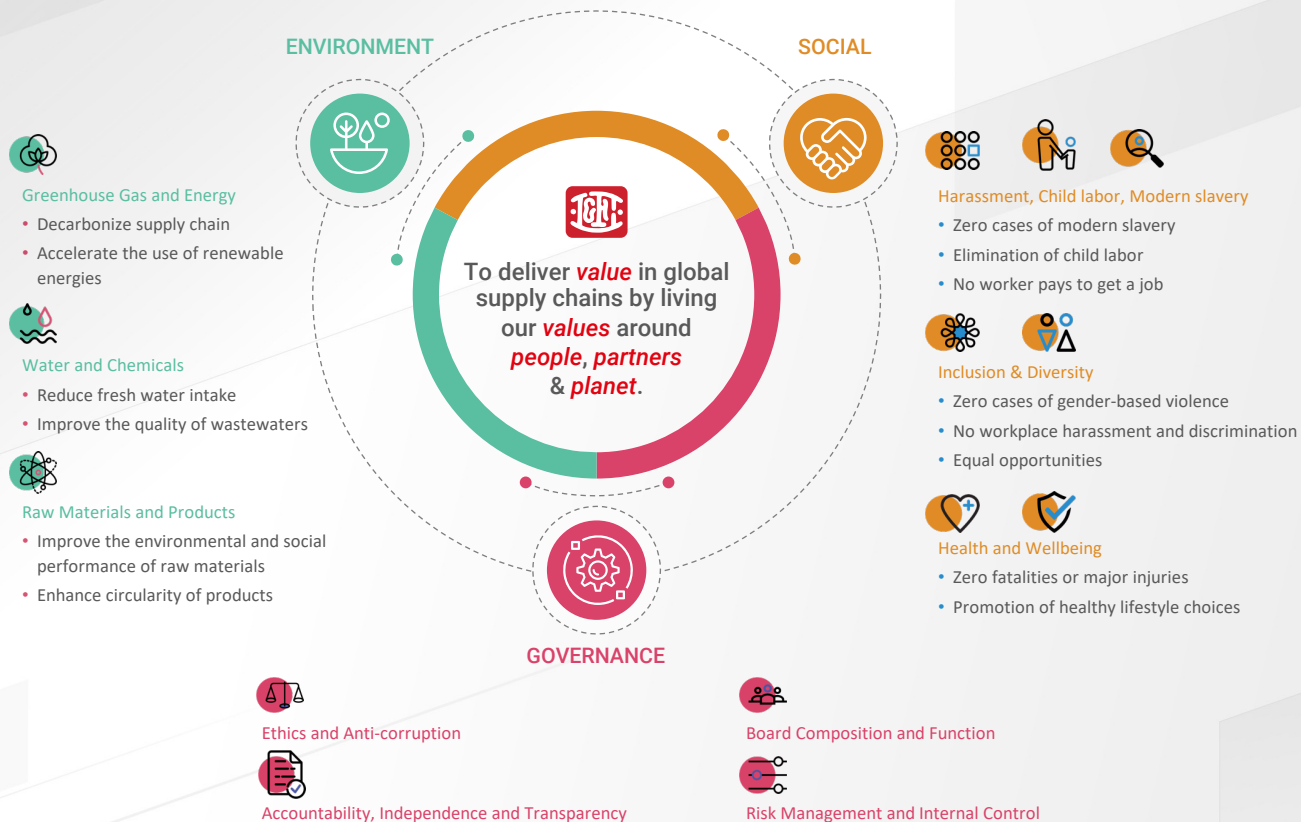 ENVIRONMENT
SOCIAL
Greenhouse Gas and Energy
• Decarbonize supply chain
• Accelerate the use of renewable
energies
Water and Chemicals
• Reduce fresh water intake
• Improve the quality of wastewaters
Raw Materials and Products
• Improve the environmental and social
performance of raw materials
• Enhance circularity of products
To deliver value in global
supply chains by living
our values around
people, partners
& planet.
Harassment, Child labor, Modern slavery
• Zero cases of modern slavery
• Elimination of child labor
• No worker pays to get a job
Inclusion & Diversity
• Zero cases of gender-based violence
• No workplace harassment and discrimination
• Equal opportunities
Health and Wellbeing
• Zero fatalities or major injuries
• Promotion of healthy lifestyle choices
GOVERNANCE
Ethics and Anti-corruption
Board Composition and Function
Accountability, Independence and Transparency
Risk Management and Internal Control